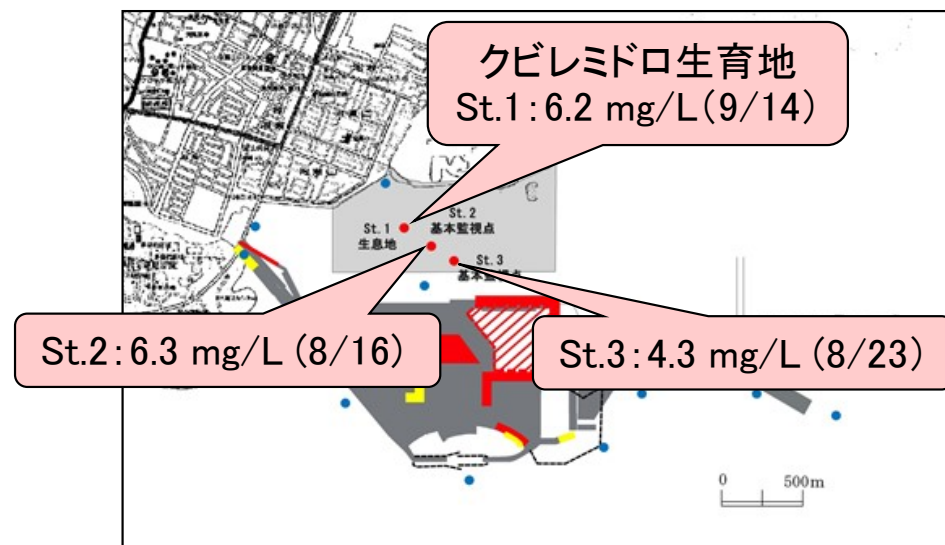 クビレミドロ生育地
St.1:6.2 mg/L(9/14)
St.1
生息地
St.2
基本監視点
St.3
基本監視点
St.2:6.3 mg/L (8/16)
St.3:4.3 mg/L (8/23)
0 500m